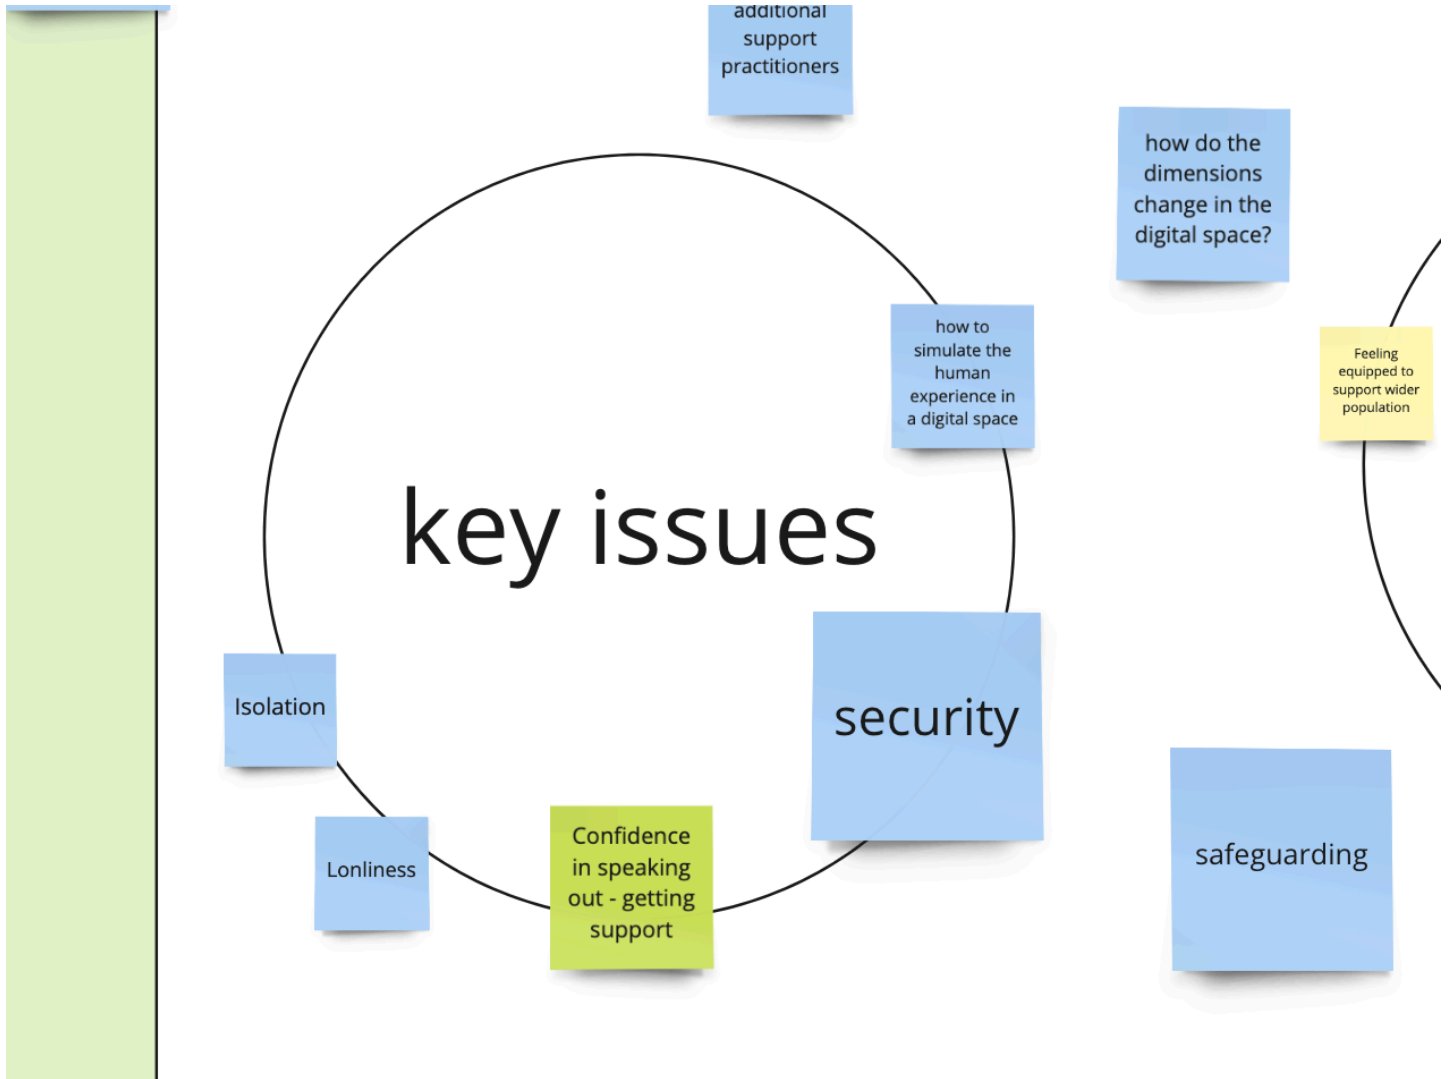 additional
support
practitioners
how do the
dimensions
change in the
digital space?
how to
simulate the
human
experience in
a digital space
Feeling
equipped to
support wider
population
key issues
Isolation
security
Lonliness
Confidence
in speaking
out - getting
support
safeguarding